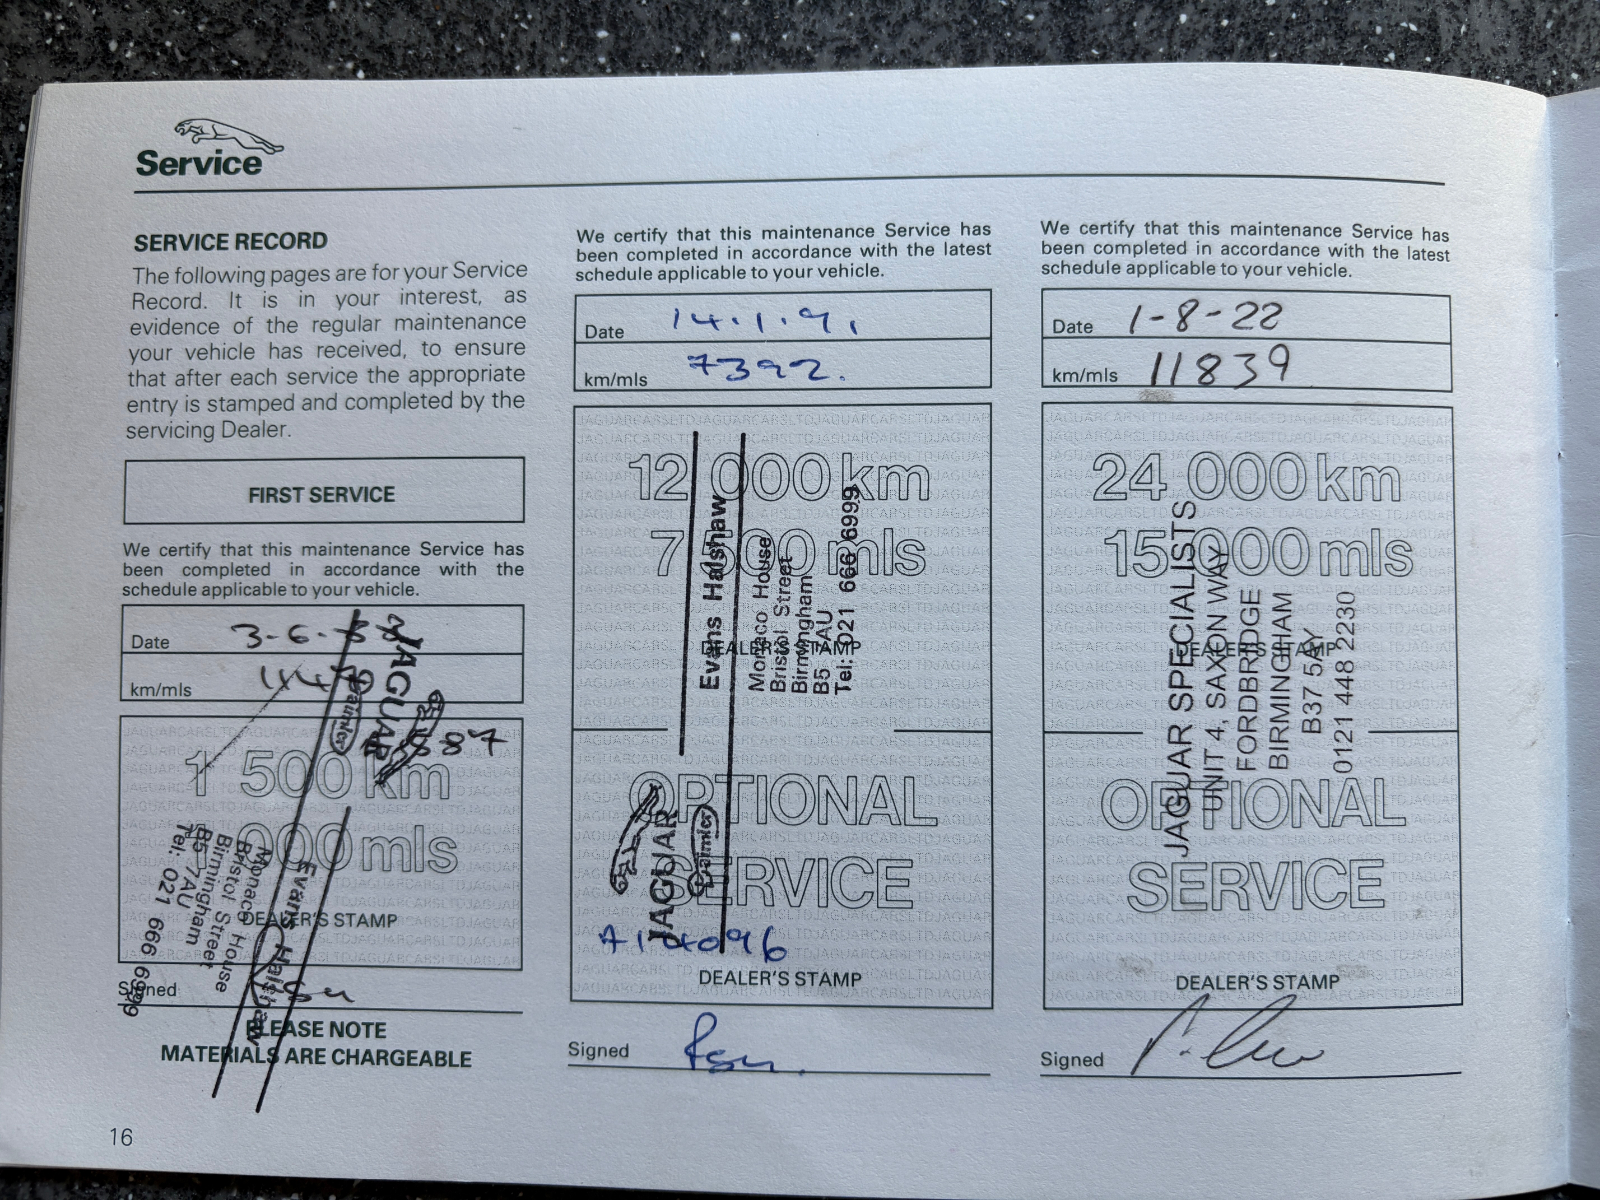 Service
SERVICE RECORD
The following pages are for your Service
Record. It is in your interest, as
evidence of the regular maintenance
your vehicle has received, to ensure
that after each service the appropriate
entry is stamped and completed by the
servicing Dealer.
FIRST SERVICE
We certify that this maintenance Service has
been completed in accordance with the
schedule applicable to your vehicle.
Date 3-6-
km/mls
JAGUAR
Daimler
1 500 km
1 000 mls
Evans Halshaw
Monaco House
Bristol Street
Birmingham
B5 7AU
Tel: 021 666 6999
DEALER'S STAMP
Signed
PLEASE NOTE
MATERIALS ARE CHARGEABLE
16
We certify that this maintenance Service has
been completed in accordance with the latest
schedule applicable to your vehicle.
Date 14.1.91
km/mls 7392.
12 000 km
7 500 mls
Evans Halshaw
Monaco House
Bristol Street
Birmingham
B5 7AU
Tel: 021 666 6999
DEALER'S STAMP
OPTIONAL
SERVICE
JAGUAR
Daimler
DEALER'S STAMP
Signed
We certify that this maintenance Service has
been completed in accordance with the latest
schedule applicable to your vehicle.
Date 1-8-22
km/mls 11839
24 000 km
15 000 mls
JAGUAR SPECIALISTS
UNIT 4, SAXON WAY
FORDBRIDGE
BIRMINGHAM
B37 5AY
0121 448 2230
DEALER'S STAMP
OPTIONAL
SERVICE
DEALER'S STAMP
Signed